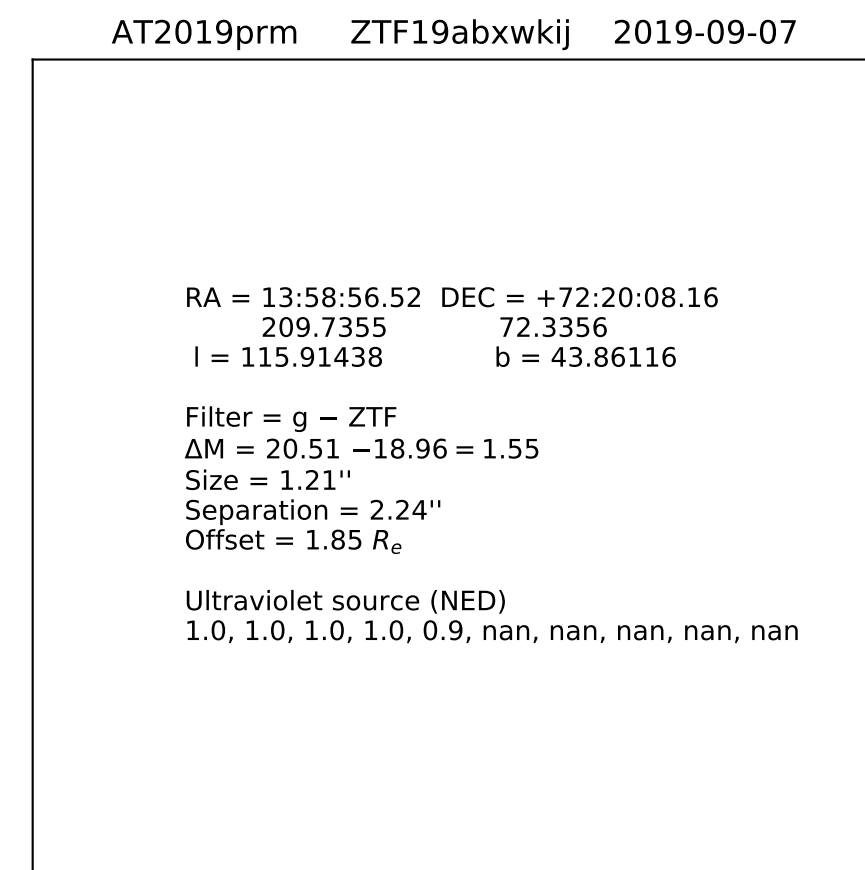 AT2019prm ZTF19abxwkij 2019-09-07
RA = 13:58:56.52 DEC = +72:20:08.16
209.7355 72.3356
l = 115.91438 b = 43.86116
Filter = g − ZTF
ΔM = 20.51 −18.96 = 1.55
Size = 1.21''
Separation = 2.24''
Offset = 1.85 Re
Ultraviolet source (NED)
1.0, 1.0, 1.0, 1.0, 0.9, nan, nan, nan, nan, nan